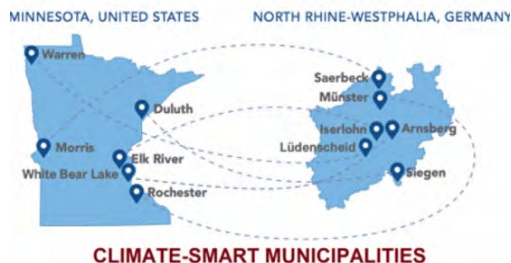 MINNESOTA, UNITED STATES
NORTH RHINE-WESTPHALIA, GERMANY
Warren
Duluth
Morris
Elk River
White Bear Lake
Rochester
Saerbeck
Münster
Iserlohn
Arnsberg
Lüdenscheid
Siegen
CLIMATE-SMART MUNICIPALITIES